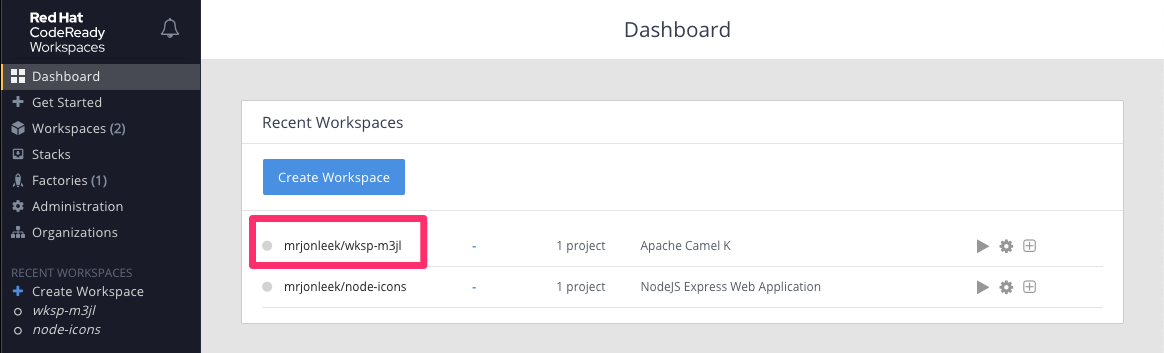 Red Hat
CodeReady
Workspaces
Dashboard
Get Started
Workspaces (2)
Stacks
Factories (1)
Administration
Organizations
RECENT WORKSPACES
Create Workspace
wksp-m3jl
node-icons
Dashboard
Recent Workspaces
Create Workspace
mrjonleek/wksp-m3jl - 1 project Apache Camel K
mrjonleek/node-icons - 1 project NodeJS Express Web Application